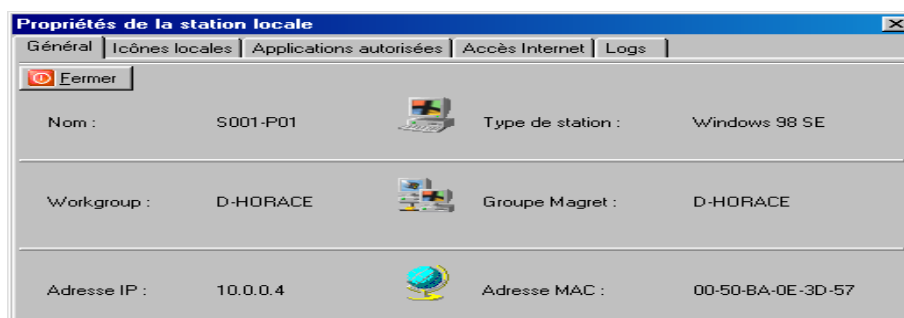 Propriétés de la station locale
Général Icônes locales Applications autorisées Accès Internet Logs
Fermer
Nom : S001-P01 Type de station : Windows 98 SE
Workgroup : D-HORACE Groupe Magret : D-HORACE
Adresse IP : 10.0.0.4 Adresse MAC : 00-50-BA-0E-3D-57